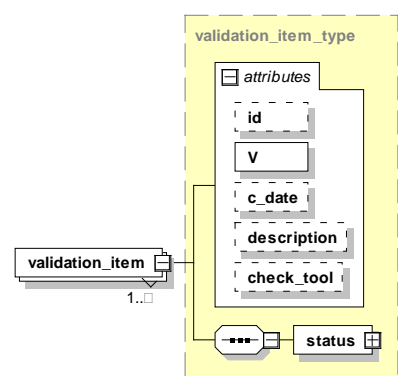 validation_item_type
attributes
id
V
c_date
description
validation_item
check_tool
1..
status